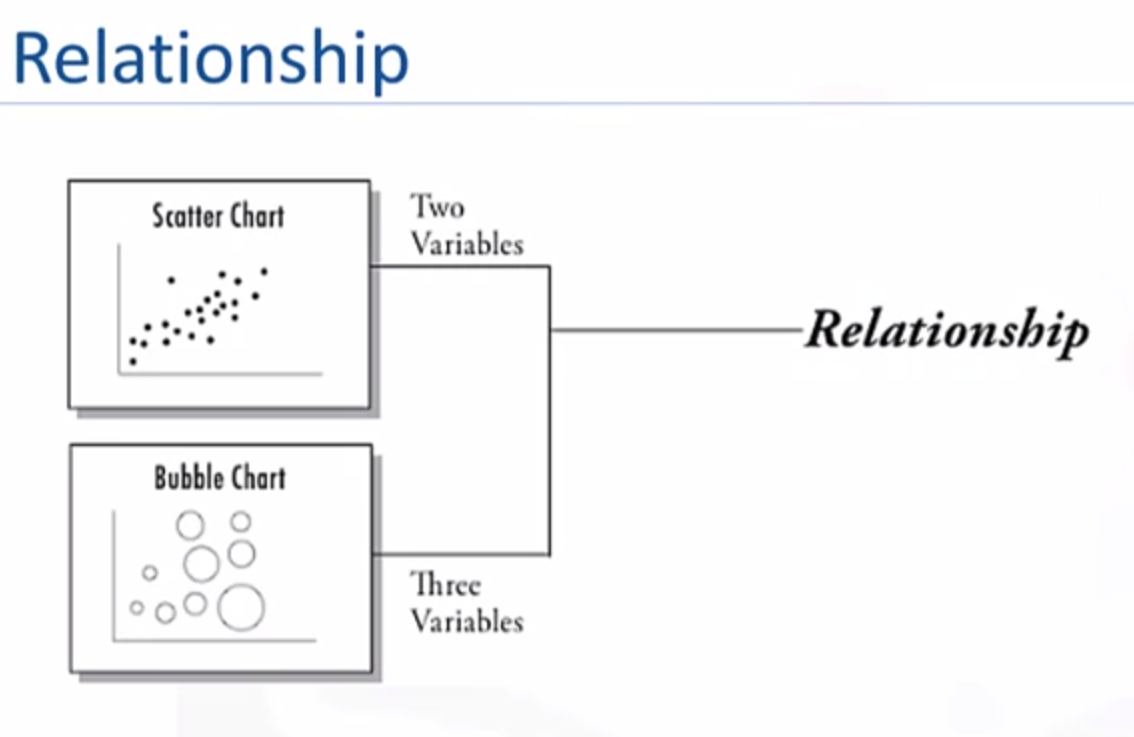 Relationship
Scatter Chart
Two
Variables
Relationship
Bubble Chart
Three
Variables